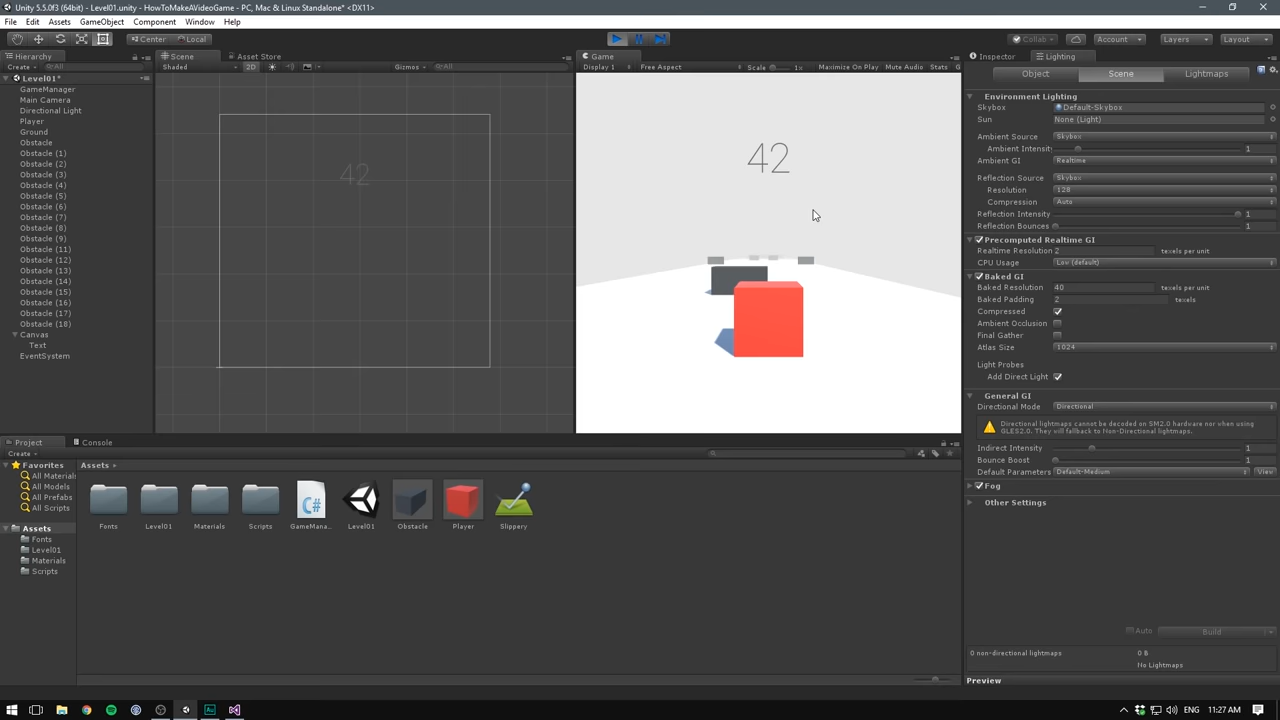 Unity 5.5.0f3 (64bit) - Level01.unity - HowToMakeAVideoGame - PC, Mac & Linux Standalone* <DX11>
File Edit Assets GameObject Component Window Help
Center Local
Collab Account Layers Layout
Hierarchy
Create All
Level01*
GameManager
Main Camera
Directional Light
Player
Ground
Obstacle
Obstacle (1)
Obstacle (2)
Obstacle (3)
Obstacle (4)
Obstacle (5)
Obstacle (6)
Obstacle (7)
Obstacle (8)
Obstacle (9)
Obstacle (11)
Obstacle (12)
Obstacle (13)
Obstacle (14)
Obstacle (15)
Obstacle (16)
Obstacle (17)
Obstacle (18)
Canvas
Text
EventSystem
Scene Asset Store
Shaded 2D Gizmos All
42
Game
Display 1 Free Aspect Scale 1x Maximize On Play Mute Audio Stats G
42
Inspector Lighting
Object Scene Lightmaps
Environment Lighting
Skybox Default-Skybox
Sun None (Light)
Ambient Source Skybox
Ambient Intensit 1
Ambient GI Realtime
Reflection Source Skybox
Resolution 128
Compression Auto
Reflection Intensity 1
Reflection Bounces 1
Precomputed Realtime GI
Realtime Resolution 2 texels per unit
CPU Usage Low (default)
Baked GI
Baked Resolution 40 texels per unit
Baked Padding 2 texels
Compressed
Ambient Occlusion
Final Gather
Atlas Size 1024
Light Probes
Add Direct Light
General GI
Directional Mode Directional
Directional lightmaps cannot be decoded on SM2.0 hardware nor when using
GLES2.0. They will fallback to Non-Directional lightmaps.
Indirect Intensity 1
Bounce Boost 1
Default Parameters Default-Medium View
Fog
Other Settings
Auto Build
0 non-directional lightmaps 0 B
No Lightmaps
Preview
Project Console
Create
Favorites
All Materials
All Models
All Prefabs
All Scripts
Assets
Fonts
Level01
Materials
Scripts
Assets
Fonts Level01 Materials Scripts GameMana... Level01 Obstacle Player Slippery
11:27 AM